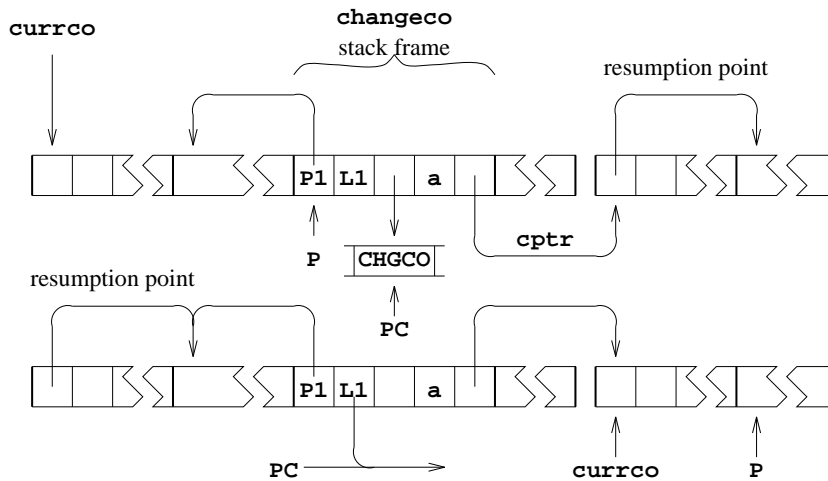 changeco
currco
stack frame
resumption point
P1 L1 a
P
CHGCO
cptr
resumption point
PC
P1 L1 a
PC
currco
P